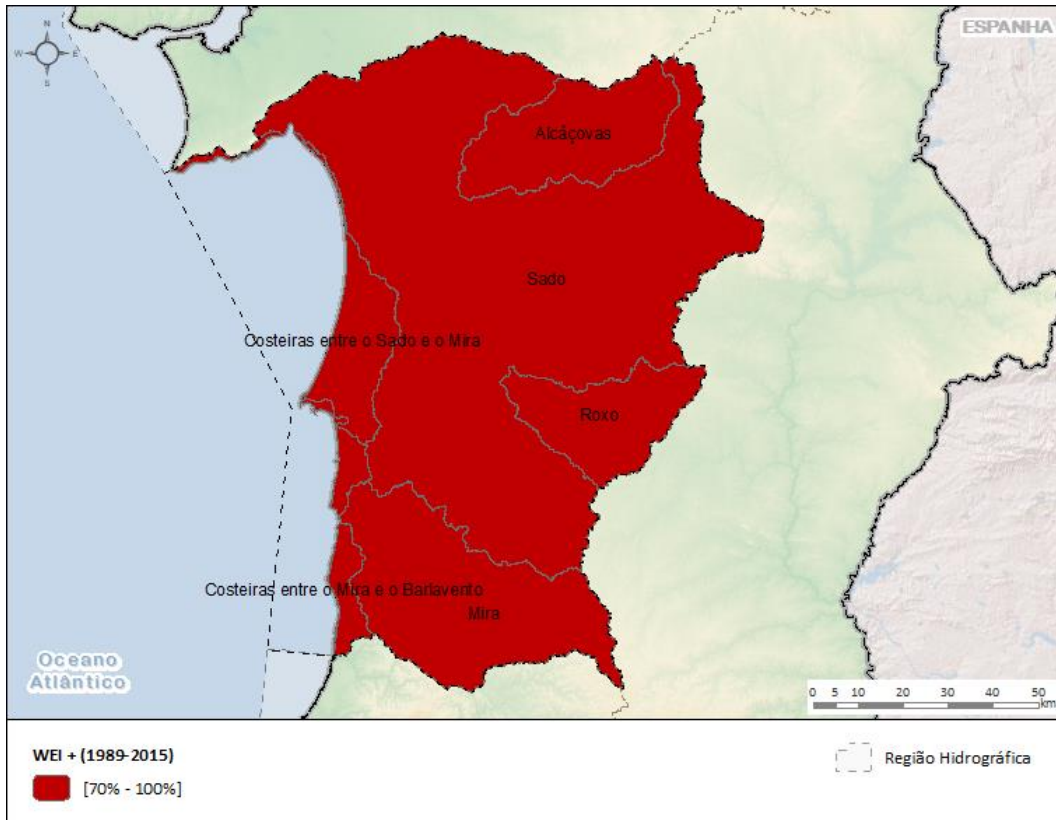 N
W
E
S
ESPANHA
Alcáçovas
Sado
Costeiras entre o Sado e o Mira
Roxo
Costeiras entre o Mira e o Barlavento
Mira
Oceano
Atlântico
0 5 10 20 30 40 50
km
WEI + (1989-2015)
[70% - 100%]
Região Hidrográfica